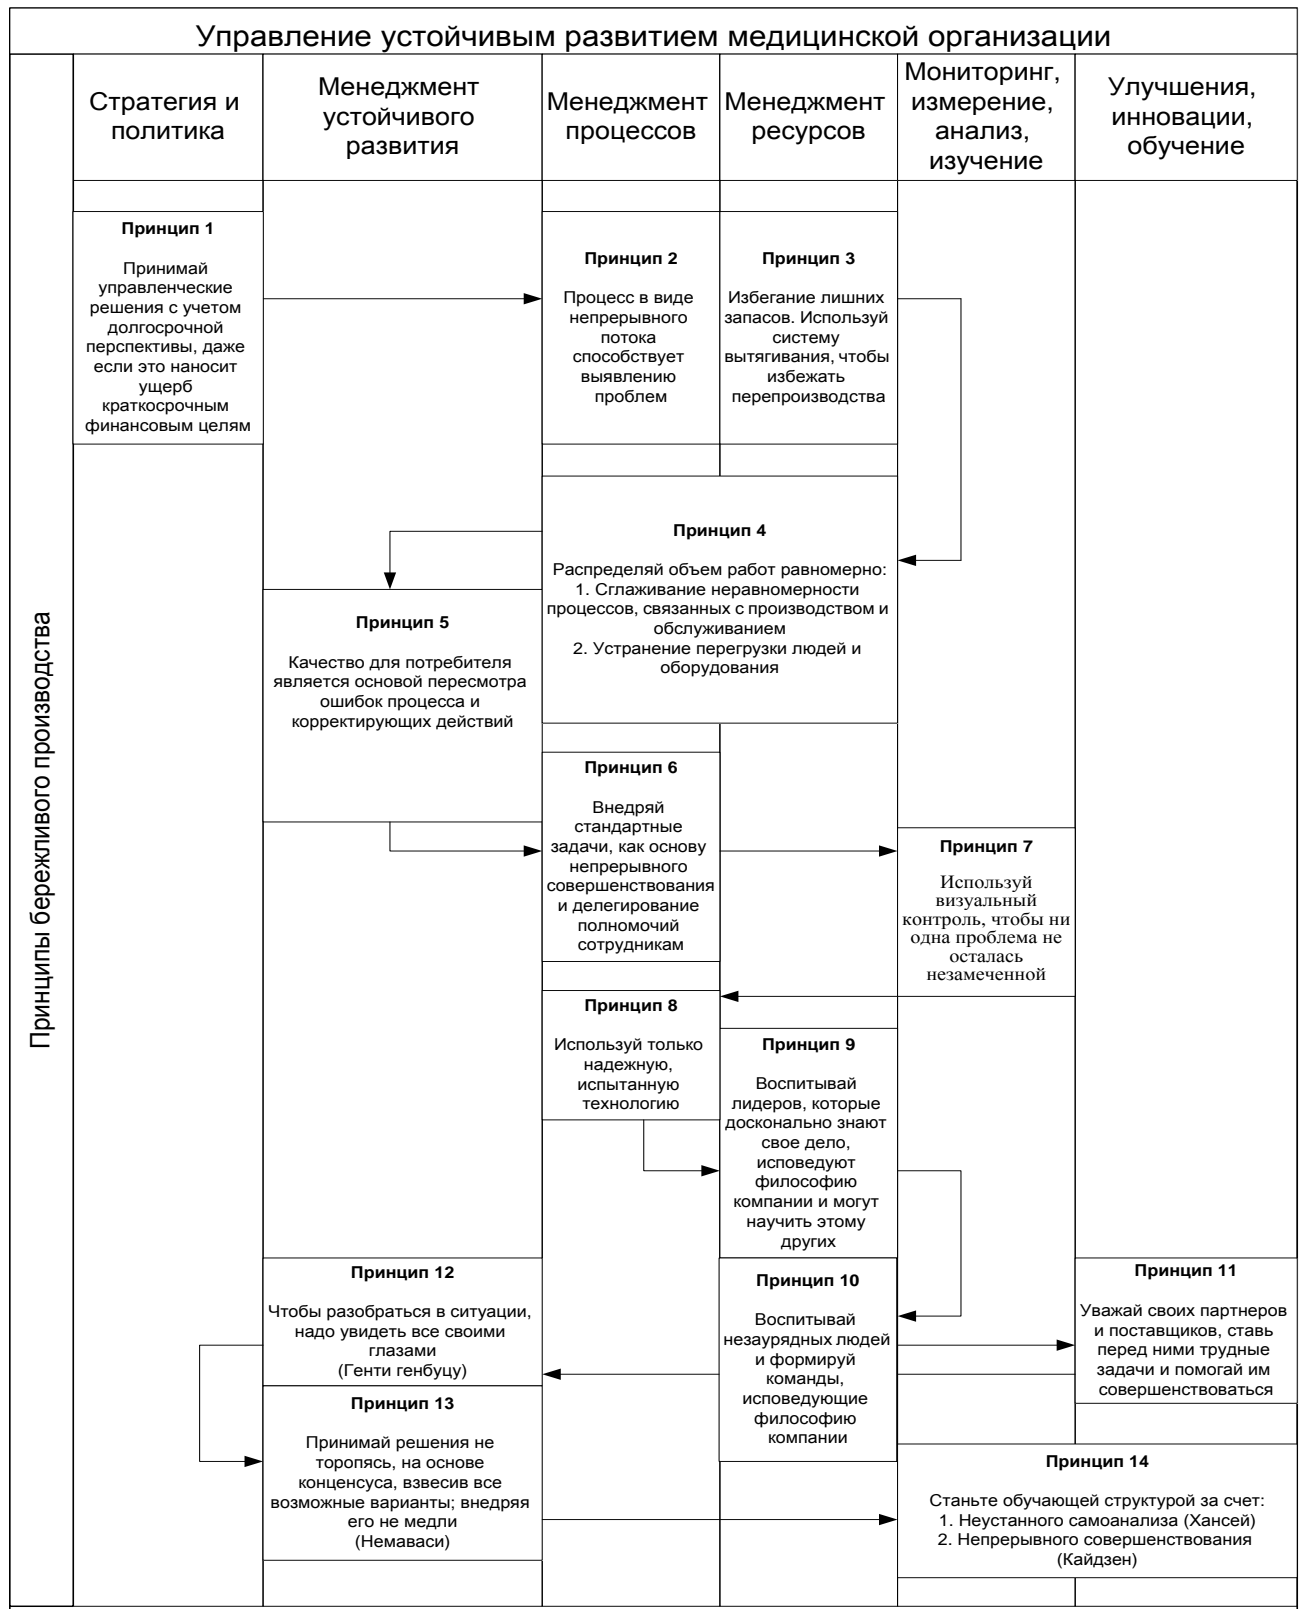 Управление устойчивым развитием медицинской организации
Стратегия и
политика
Менеджмент
устойчивого
развития
Менеджмент
процессов
Менеджмент
ресурсов
Мониторинг,
измерение,
анализ,
изучение
Улучшения,
инновации,
обучение
Принципы бережливого производства
Принцип 1
Принимай
управленческие
решения с учетом
долгосрочной
перспективы, даже
если это наносит
ущерб
краткосрочным
финансовым целям
Принцип 2
Процесс в виде
непрерывного
потока
способствует
выявлению
проблем
Принцип 3
Избегание лишних
запасов. Используй
систему
вытягивания, чтобы
избежать
перепроизводства
Принцип 4
Распределяй объем работ равномерно:
1. Сглаживание неравномерности
процессов, связанных с производством и
обслуживанием
2. Устранение перегрузки людей и
оборудования
Принцип 5
Качество для потребителя
является основой пересмотра
ошибок процесса и
корректирующих действий
Принцип 6
Внедряй
стандартные
задачи, как основу
непрерывного
совершенствования
и делегирование
полномочий
сотрудникам
Принцип 7
Используй
визуальный
контроль, чтобы ни
одна проблема не
осталась
незамеченной
Принцип 8
Используй только
надежную,
испытанную
технологию
Принцип 9
Воспитывай
лидеров, которые
досконально знают
свое дело,
исповедуют
философию
компании и могут
научить этому
других
Принцип 10
Воспитывай
незаурядных людей
и формируй
команды,
исповедующие
философию
компании
Принцип 11
Уважай своих партнеров
и поставщиков, ставь
перед ними трудные
задачи и помогай им
совершенствоваться
Принцип 12
Чтобы разобраться в ситуации,
надо увидеть все своими
глазами
(Генти генбуцу)
Принцип 13
Принимай решения не
торопясь, на основе
конценсуса, взвесив все
возможные варианты; внедряя
его не медли
(Немаваси)
Принцип 14
Станьте обучающей структурой за счет:
1. Неустанного самоанализа (Хансей)
2. Непрерывного совершенствования
(Кайдзен)